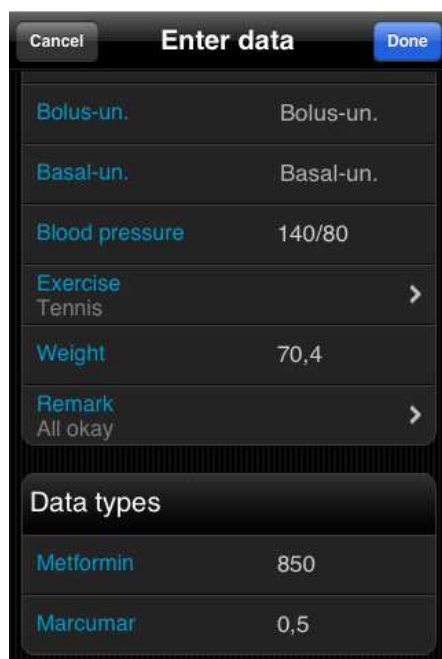 Cancel Enter data Done
Bolus-un. Bolus-un.
Basal-un. Basal-un.
Blood pressure 140/80
Exercise
Tennis
Weight 70,4
Remark
All okay
Data types
Metformin 850
Marcumar 0,5